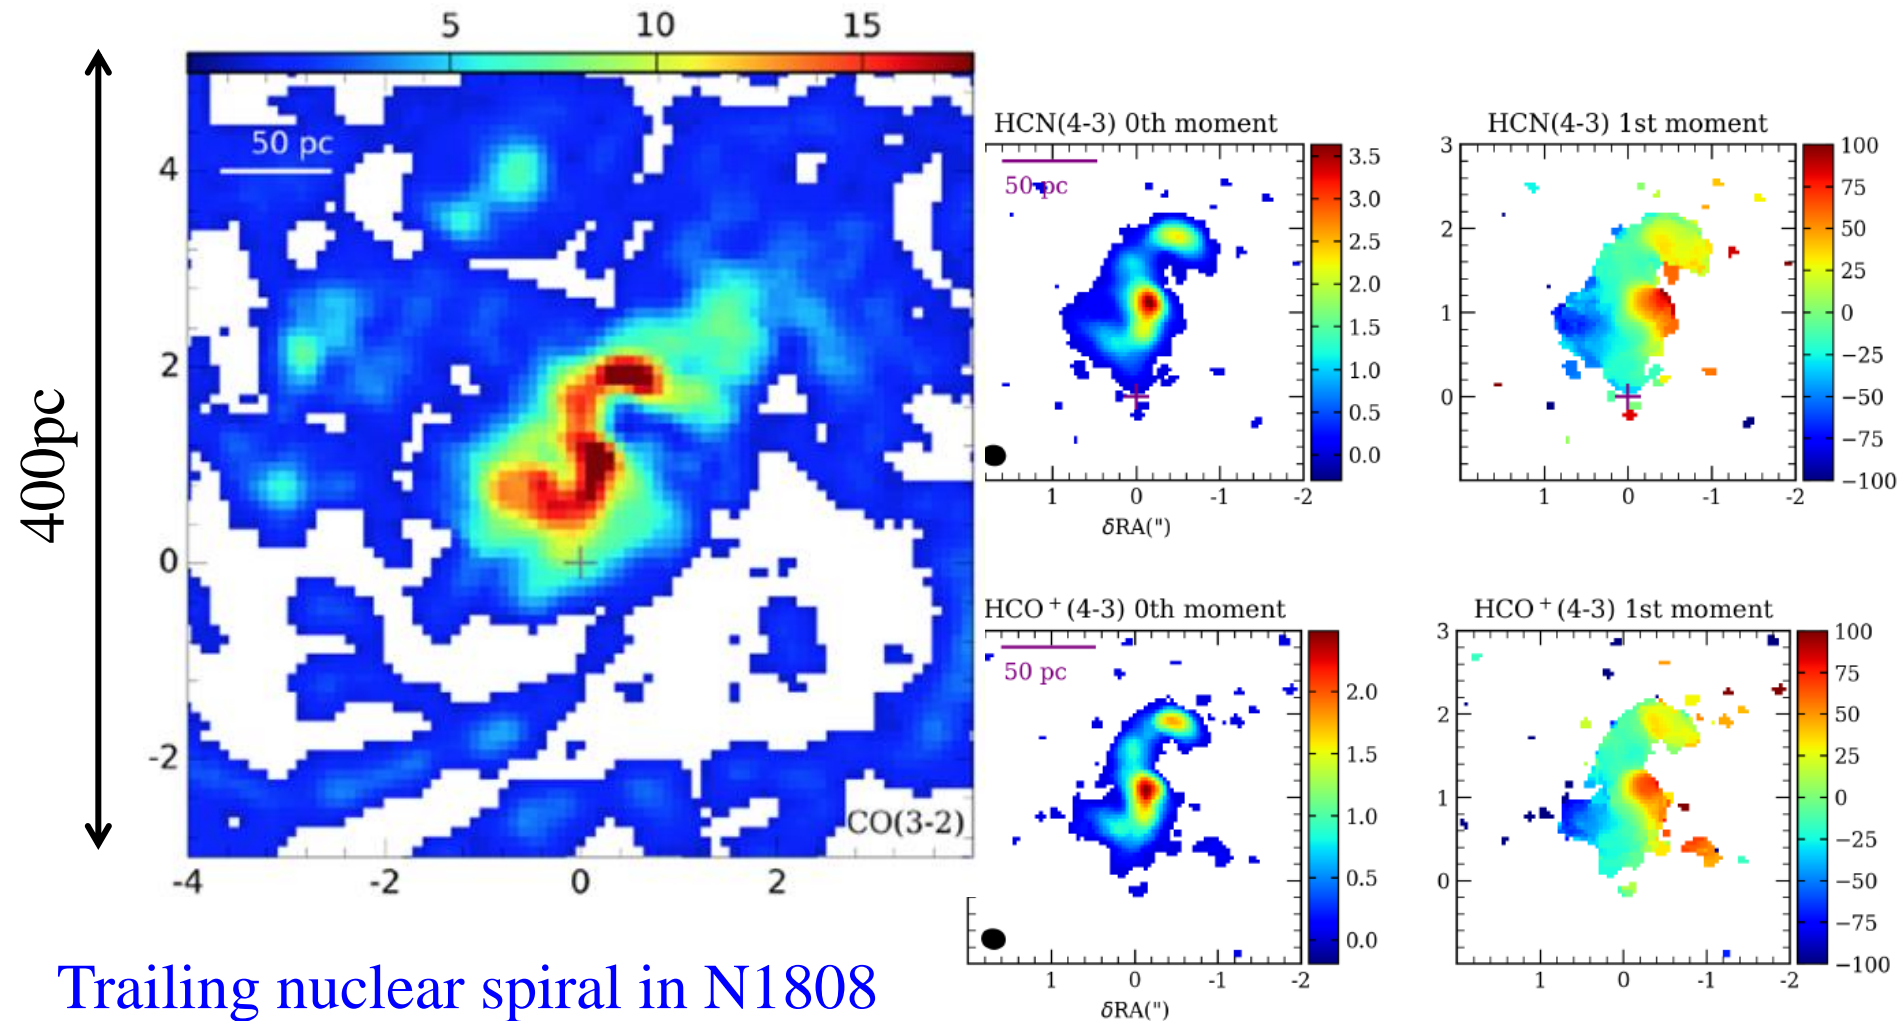 5 10 15
400pc
50 pc
4
2
0
-2
CO(3-2)
-4 -2 0 2
Trailing nuclear spiral in N1808
HCN(4-3) 0th moment
50 pc
3.5
3.0
2.5
2.0
1.5
1.0
0.5
0.0
1 0 -1 -2
δRA(")
HCN(4-3) 1st moment
3
2
1
0
100
75
50
25
0
−25
−50
−75
−100
1 0 -1 -2
HCO+(4-3) 0th moment
50 pc
2.0
1.5
1.0
0.5
0.0
1 0 -1 -2
δRA(")
HCO+(4-3) 1st moment
3
2
1
0
100
75
50
25
0
−25
−50
−75
−100
1 0 -1 -2